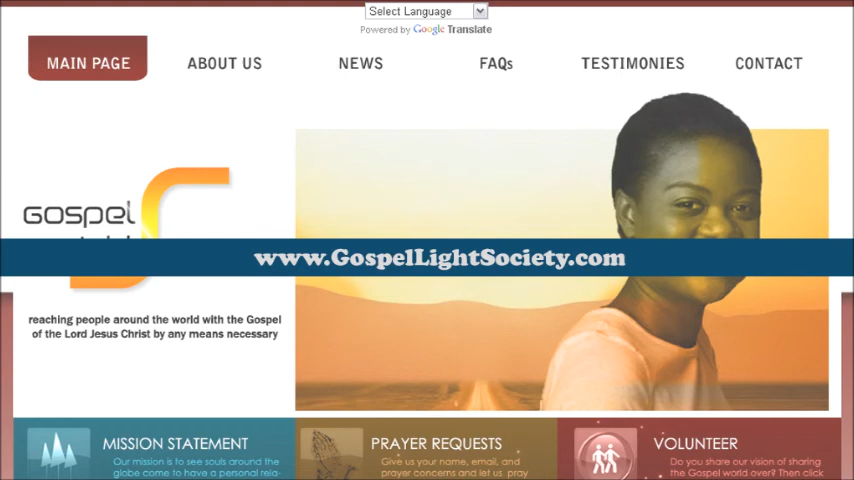 Select Language
Powered by Google Translate
MAIN PAGE
ABOUT US
NEWS
FAQs
TESTIMONIES
CONTACT
GOSPEL
www.GospelLightSociety.com
reaching people around the world with the Gospel
of the Lord Jesus Christ by any means necessary
MISSION STATEMENT
Our mission is to see souls around the
globe come to have a personal rela-
PRAYER REQUESTS
Give us your name, email, and
prayer concerns and let us pray
VOLUNTEER
Do you share our vision of sharing
the Gospel world over? Then click